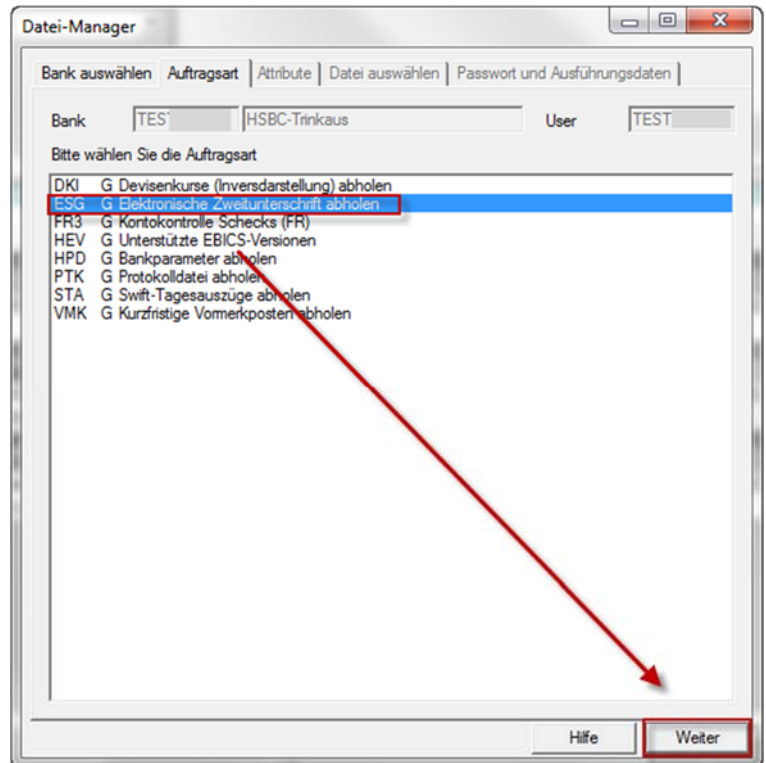 Datei-Manager
Bank auswählen Auftragsart Attribute Datei auswählen Passwort und Ausführungsdaten
Bank TES HSBC-Trinkaus User TEST
Bitte wählen Sie die Auftragsart
DKI G Devisenkurse (Inversdarstellung) abholen
ESG G Elektronische Zweitunterschrift abholen
FR3 G Kontokontrolle Schecks (FR)
HEV G Unterstützte EBICS-Versionen
HPD G Bankparameter abholen
PTK G Protokolldatei abholen
STA G Swift-Tagesauszüge abholen
VMK G Kurzfristige Vormerkposten abholen
Hilfe Weiter